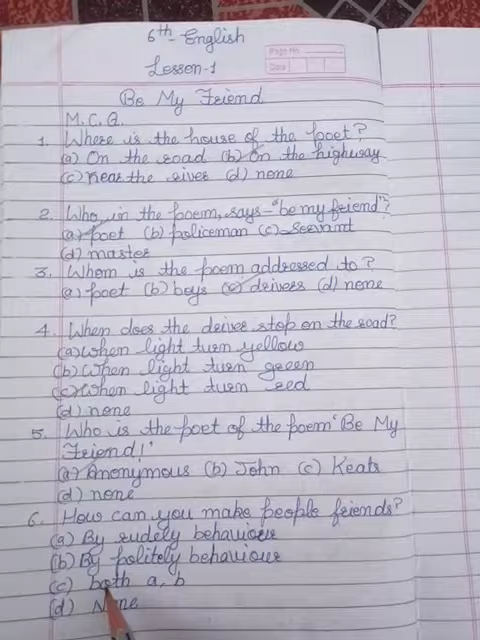 6th English
Page No.
Date
Lesson-1
Be My Friend
M.C.Q.
1. Where is the house of the poet?
(a) On the road (b) On the highway
(c) near the river (d) none
2. Who, in the poem, says-"be my friend"?
(a) poet (b) policeman (c) servant
(d) master
3. Whom is the poem addressed to?
(a) poet (b) boys (c) drivers (d) none
4. When does the driver stop on the road?
(a) When light turn yellow
(b) When light turn green
(c) When light turn red
(d) none
5. Who is the poet of the poem 'Be My
Friend!'
(a) Anonymous (b) John (c) Keats
(d) none
6. How can you make people friends?
(a) By rudely behaviour
(b) By politely behaviour
(c) both a, b
(d) None